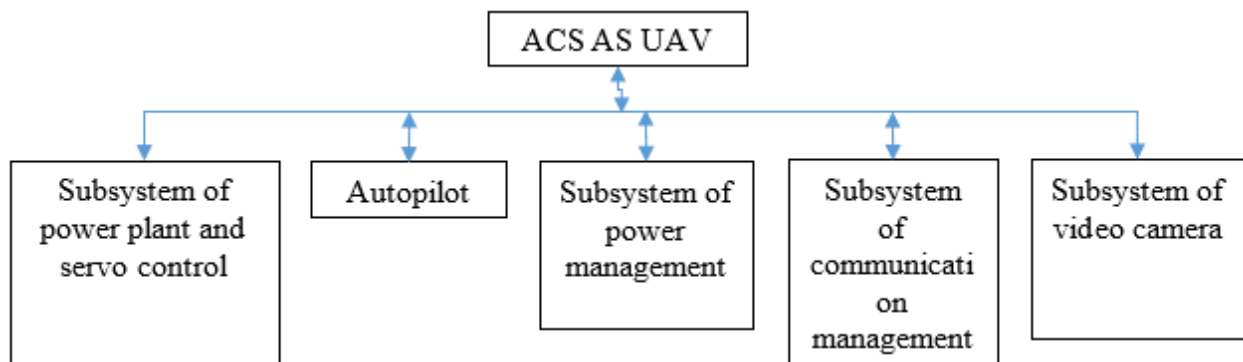 ACS AS UAV
Subsystem of
power plant and
servo control
Autopilot
Subsystem of
power
management
Subsystem
of
communicati
on
management
Subsystem of
video camera